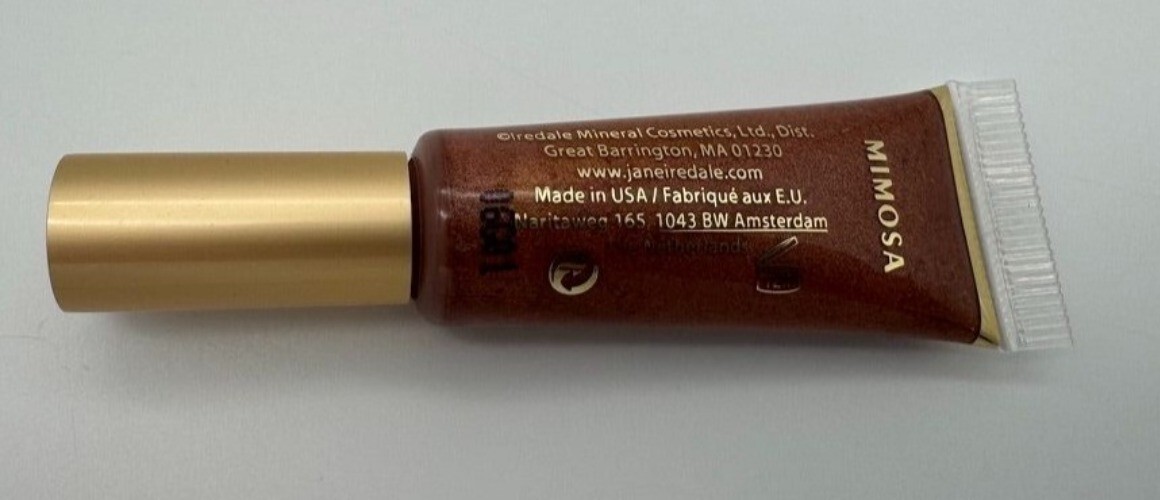 ©Iredale Mineral Cosmetics, Ltd., Dist.
Great Barrington, MA 01230
www.janeiredale.com
Made in USA / Fabriqué aux E.U.
Naritaweg 165, 1043 BW Amsterdam
Netherlands
MIMOSA